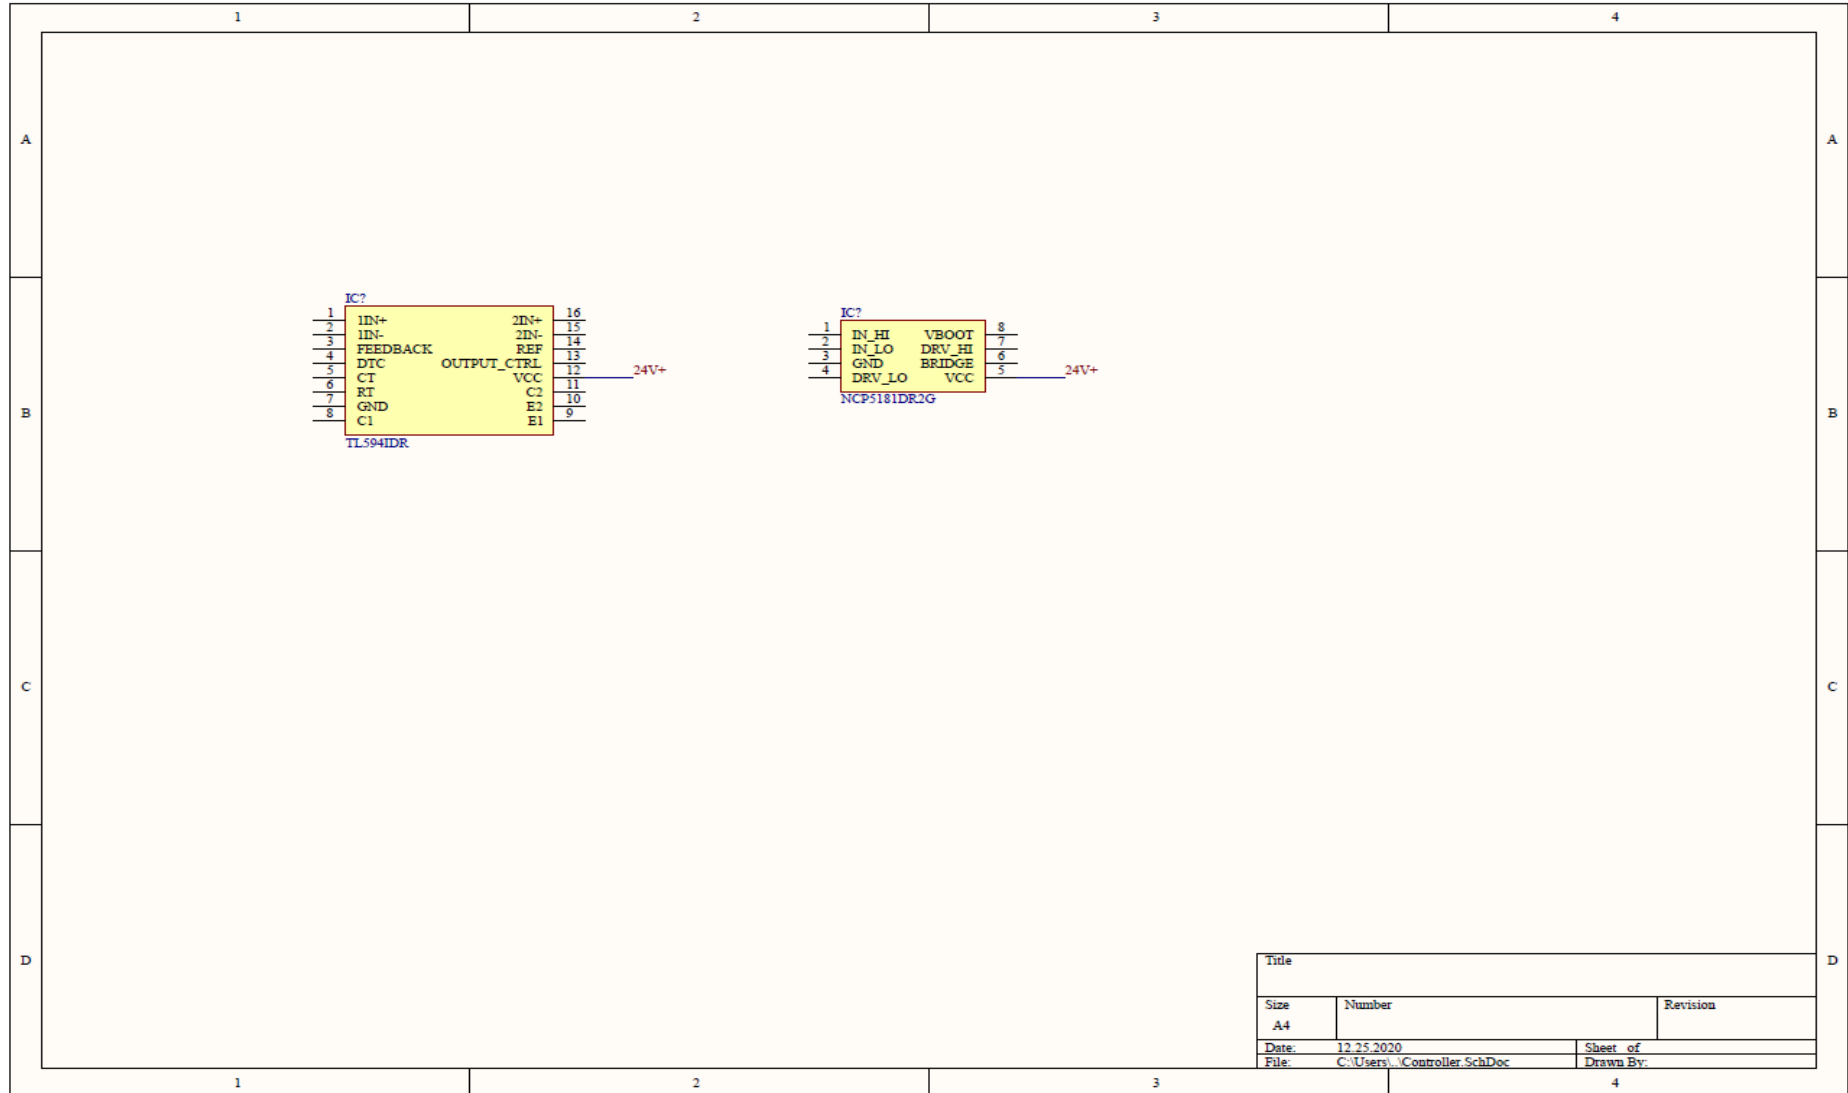 1 2 3 4
A A
IC?
1 1IN+ 2IN+ 16
2 1IN- 2IN- 15
3 FEEDBACK REF 14
4 DTC OUTPUT_CTRL 13
5 CT VCC 12 24V+
6 RT C2 11
7 GND E2 10
8 C1 E1 9
TL594IDR
IC?
1 IN_HI VBOOT 8
2 IN_LO DRV_HI 7
3 GND BRIDGE 6
4 DRV_LO VCC 5 24V+
NCP5181DR2G
B B
C C
D D
Title
Size Number Revision
A4
Date: 12.25.2020 Sheet of
File: C:\Users\..\Controller.SchDoc Drawn By:
1 2 3 4